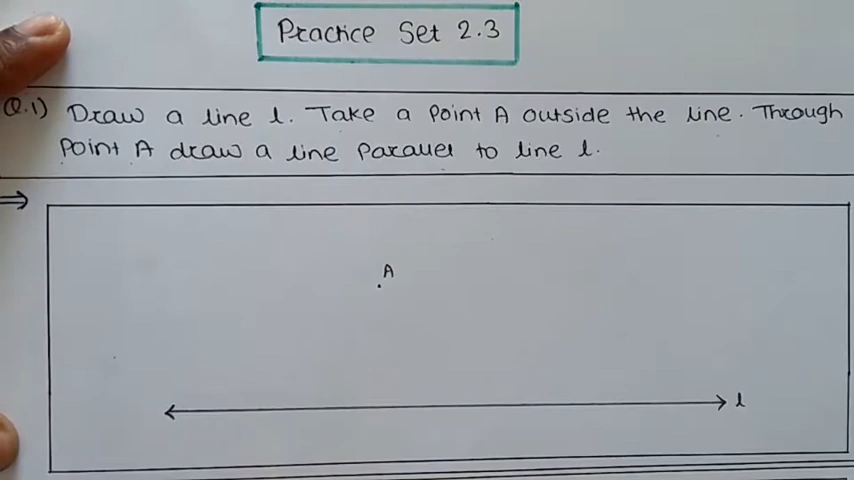 Practice Set 2.3
Q.1) Draw a line l. Take a point A outside the line. Through
point A draw a line parallel to line l.
⇒
A
l